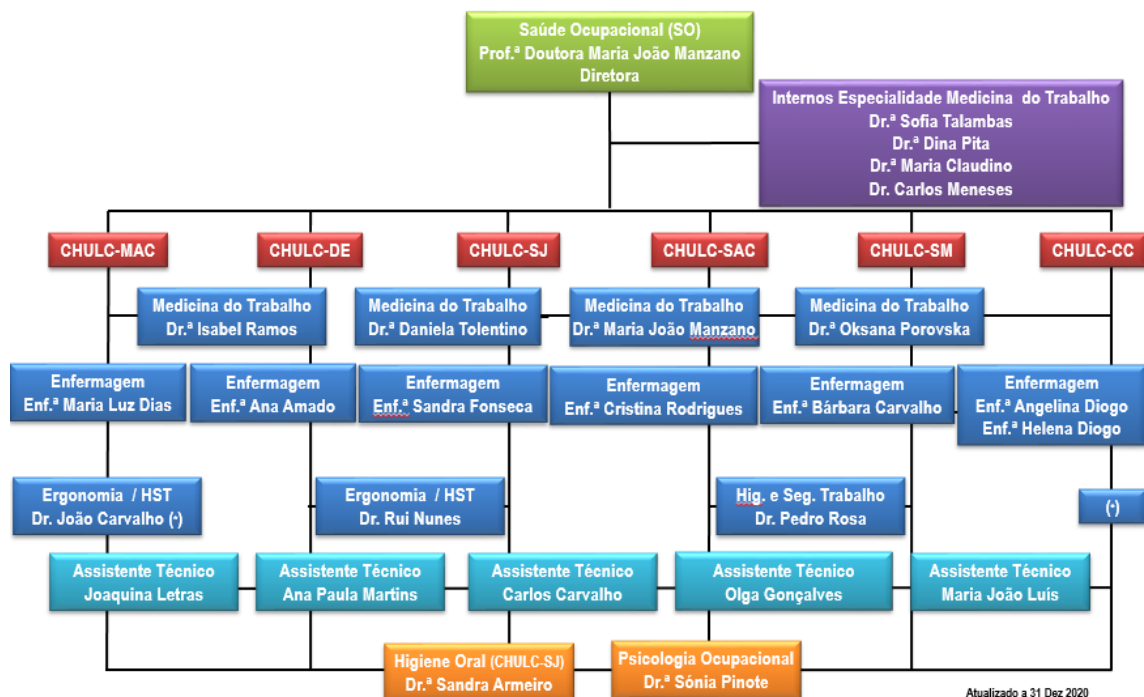 Saúde Ocupacional (SO)
Prof.ª Doutora Maria João Manzano
Diretora
Internos Especialidade Medicina do Trabalho
Dr.ª Sofia Talambas
Dr.ª Dina Pita
Dr.ª Maria Claudino
Dr. Carlos Meneses
CHULC-MAC
CHULC-DE
CHULC-SJ
CHULC-SAC
CHULC-SM
CHULC-CC
Medicina do Trabalho
Dr.ª Isabel Ramos
Medicina do Trabalho
Dr.ª Daniela Tolentino
Medicina do Trabalho
Dr.ª Maria João Manzano
Medicina do Trabalho
Dr.ª Oksana Porovska
Enfermagem
Enf.ª Maria Luz Dias
Enfermagem
Enf.ª Ana Amado
Enfermagem
Enf.ª Sandra Fonseca
Enfermagem
Enf.ª Cristina Rodrigues
Enfermagem
Enf.ª Bárbara Carvalho
Enfermagem
Enf.ª Angelina Diogo
Enf.ª Helena Diogo
Ergonomia / HST
Dr. João Carvalho (*)
Ergonomia / HST
Dr. Rui Nunes
Hig. e Seg. Trabalho
Dr. Pedro Rosa
(*)
Assistente Técnico
Joaquina Letras
Assistente Técnico
Ana Paula Martins
Assistente Técnico
Carlos Carvalho
Assistente Técnico
Olga Gonçalves
Assistente Técnico
Maria João Luís
Higiene Oral (CHULC-SJ)
Dr.ª Sandra Armeiro
Psicologia Ocupacional
Dr.ª Sónia Pinote
Atualizado a 31 Dez 2020